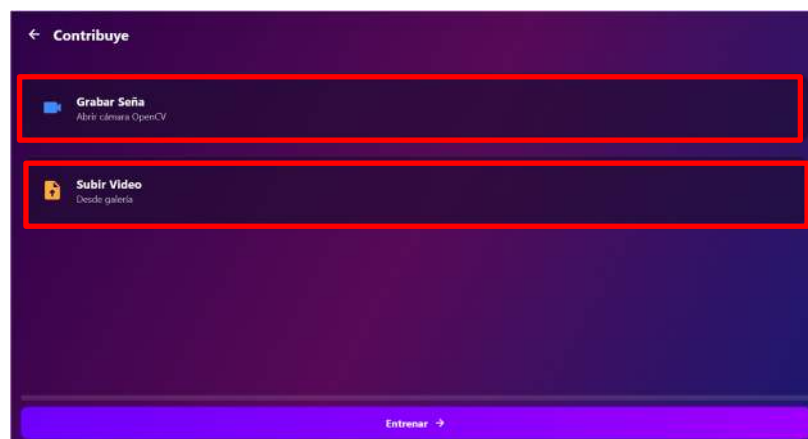 ← Contribuye
Grabar Seña
Abrir cámara OpenCV
Subir Video
Desde galería
Entrenar →